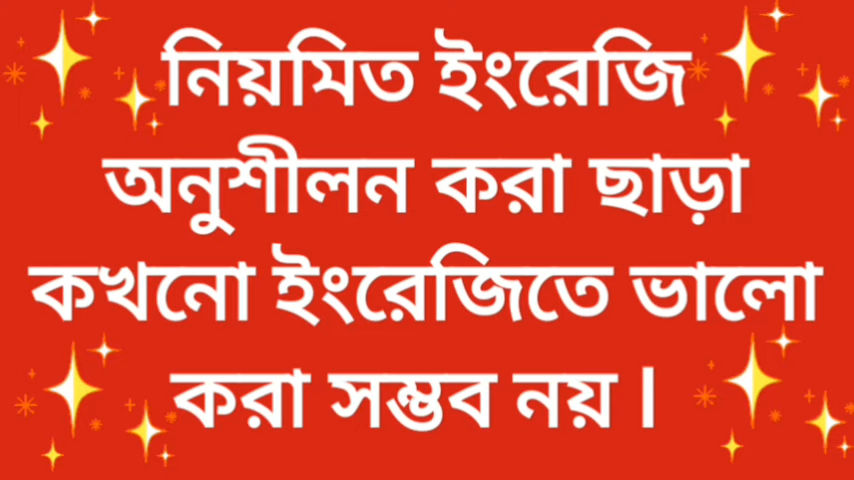 নিয়মিত ইংরেজি
অনুশীলন করা ছাড়া
কখনো ইংরেজিতে ভালো
করা সম্ভব নয়।